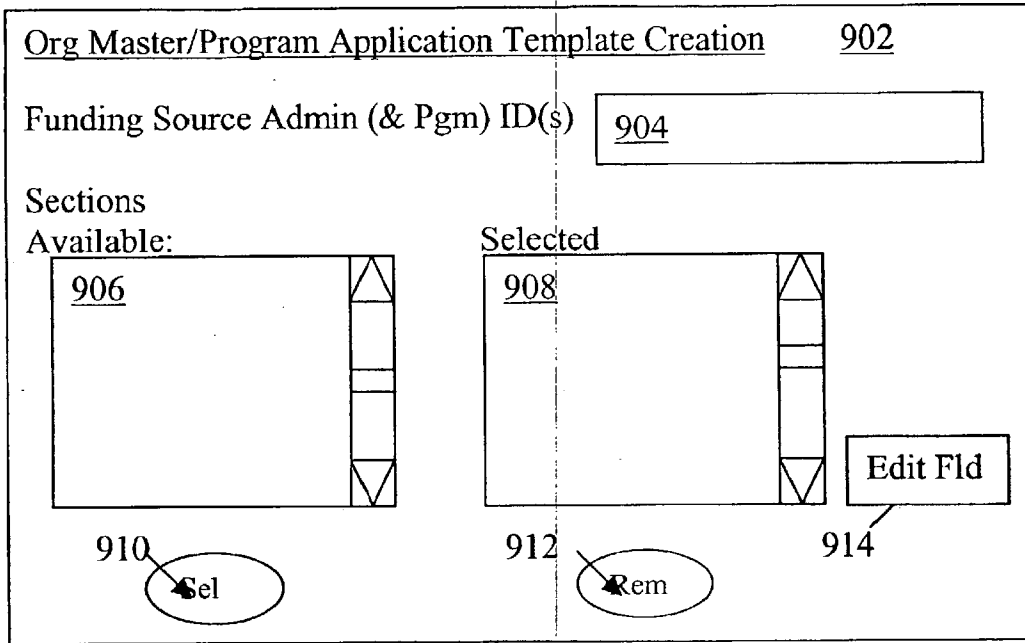 Org Master/Program Application Template Creation 902
Funding Source Admin (& Pgm) ID(s) 904
Sections
Available: Selected
906 908
Edit Fld
910 912 914
Sel Rem